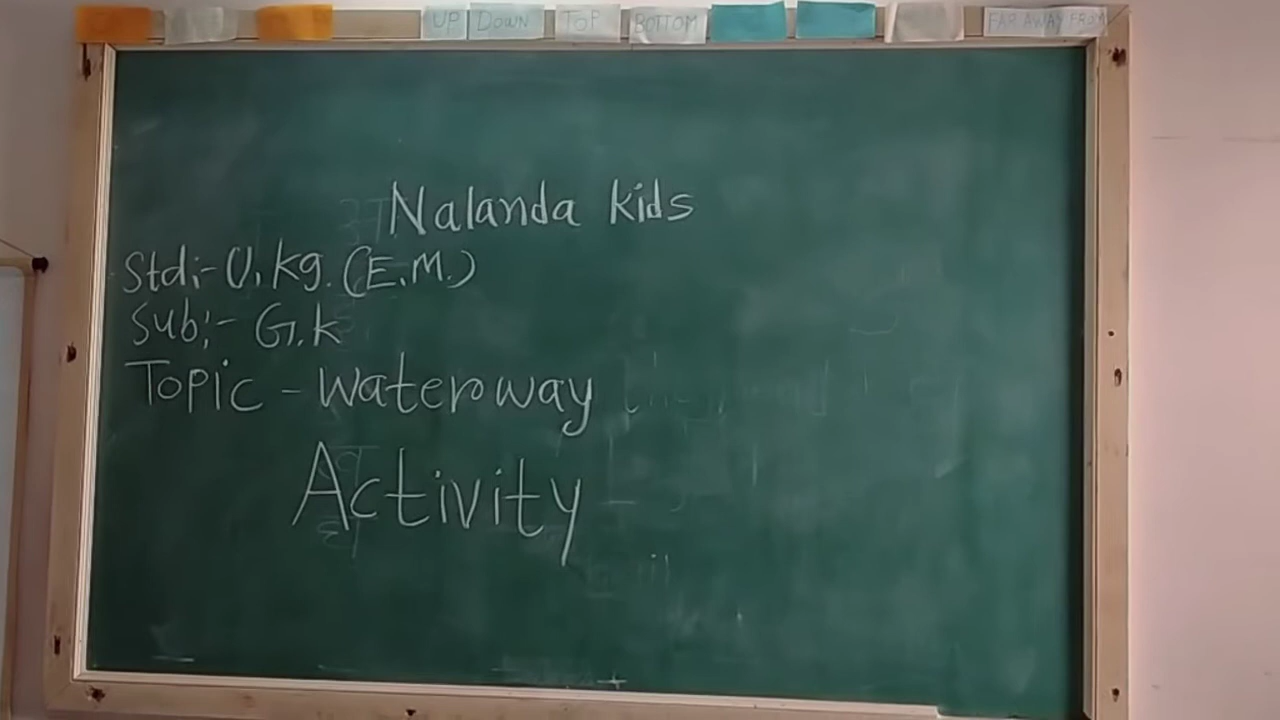 UP DOWN TOP BOTTOM FAR AWAY FROM
Nalanda kids
Std:- U.kg. (E.M.)
Sub:- G.k
Topic - Waterway
Activity